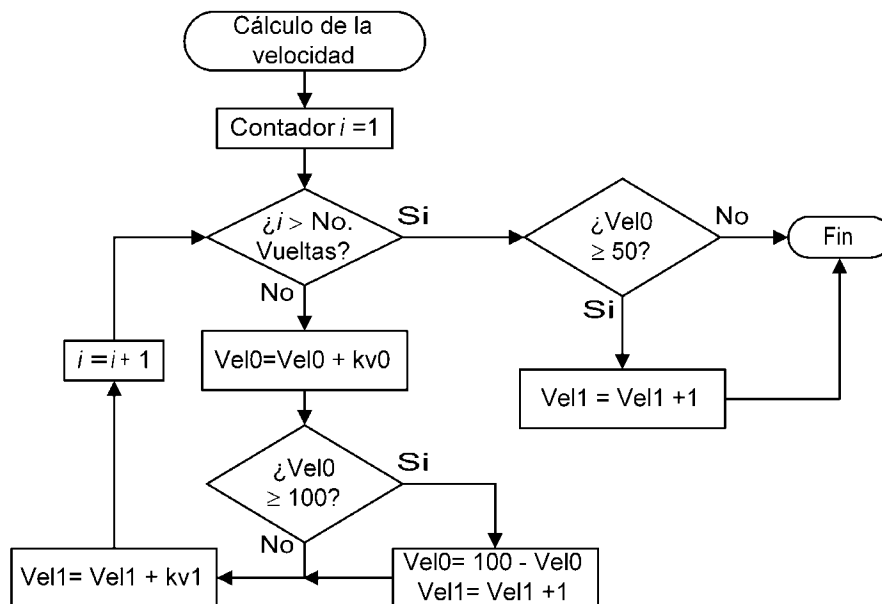 Cálculo de la
velocidad
Contador i =1
¿i > No.
Vueltas?
Si
No
¿Vel0
≥ 50?
No
Si
Fin
i = i + 1
Vel0=Vel0 + kv0
Vel1 = Vel1 +1
¿Vel0
≥ 100?
Si
No
Vel1= Vel1 + kv1
Vel0= 100 - Vel0
Vel1= Vel1 +1